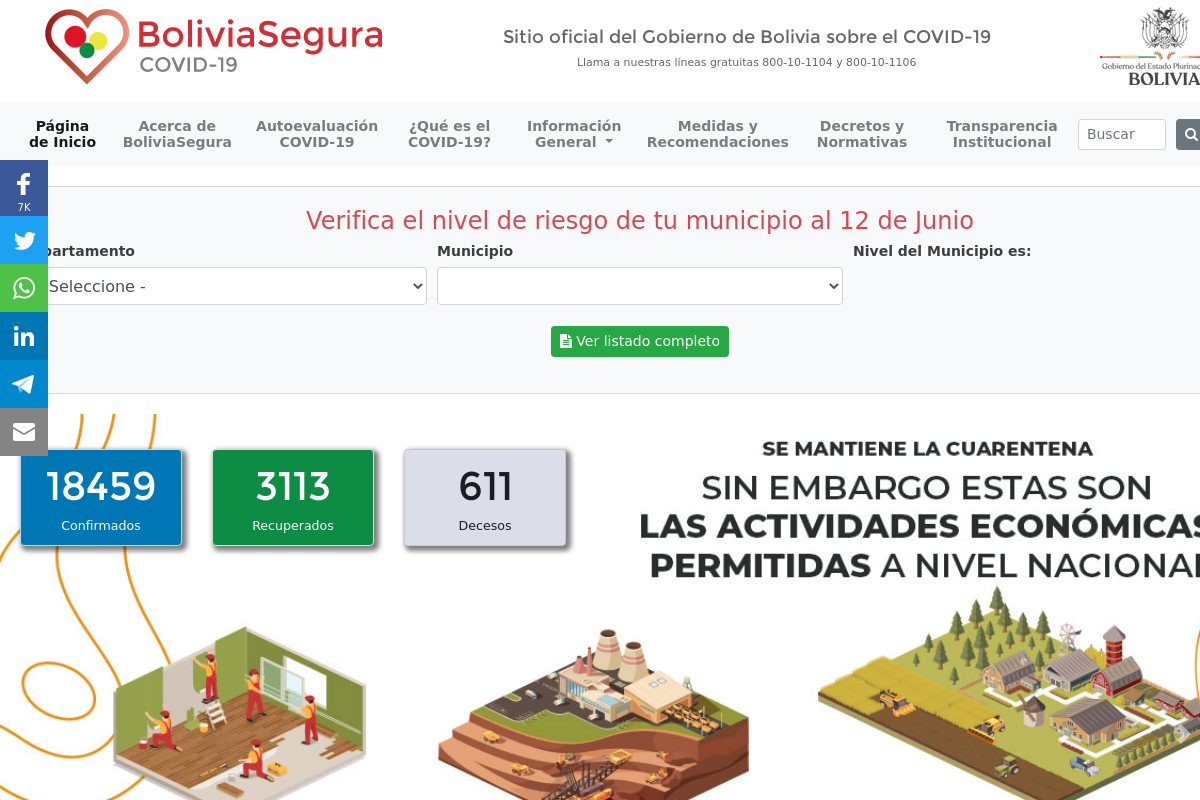 BoliviaSegura
COVID-19
Sitio oficial del Gobierno de Bolivia sobre el COVID-19
Llama a nuestras líneas gratuitas 800-10-1104 y 800-10-1106
Gobierno del Estado
BOLIVIA
Página
de Inicio
Acerca de
BoliviaSegura
Autoevaluación
COVID-19
¿Qué es el
COVID-19?
Información
General
Medidas y
Recomendaciones
Decretos y
Normativas
Transparencia
Institucional
Buscar
7K
Verifica el nivel de riesgo de tu municipio al 12 de Junio
partamento
Municipio
Nivel del Municipio es:
Seleccione -
Ver listado completo
18459
Confirmados
3113
Recuperados
611
Decesos
SE MANTIENE LA CUARENTENA
SIN EMBARGO ESTAS SON
LAS ACTIVIDADES ECONÓMICAS
PERMITIDAS A NIVEL NACIONA